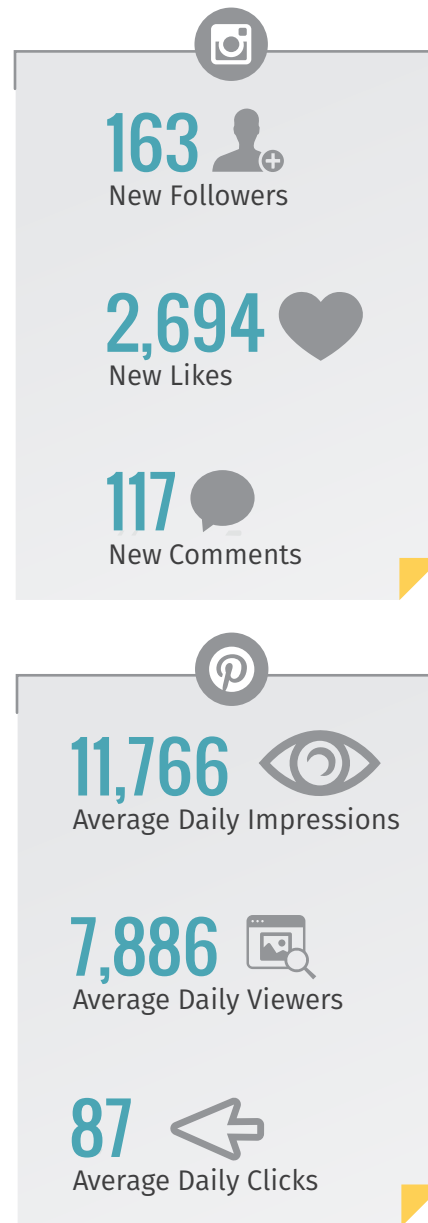 163
New Followers
2,694
New Likes
117
New Comments
11,766
Average Daily Impressions
7,886
Average Daily Viewers
87
Average Daily Clicks